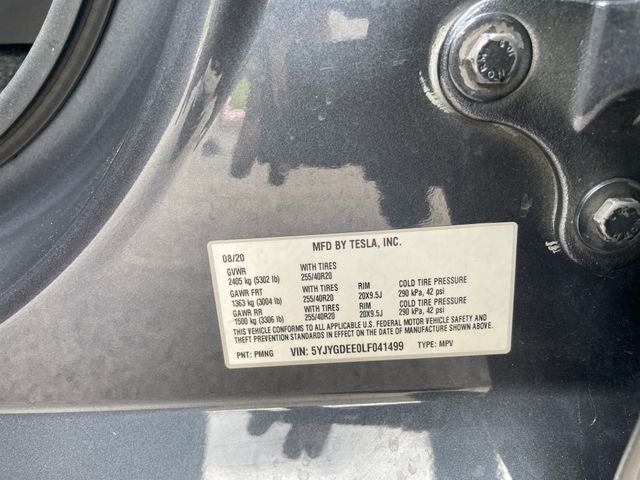 MFD BY TESLA, INC.
08/20
GVWR WITH TIRES
2405 kg (5302 lb) 255/40R20
GAWR FRT WITH TIRES RIM COLD TIRE PRESSURE
1363 kg (3004 lb) 255/40R20 20X9.5J 290 kPa, 42 psi
GAWR RR WITH TIRES RIM COLD TIRE PRESSURE
1500 kg (3306 lb) 255/40R20 20X9.5J 290 kPa, 42 psi
THIS VEHICLE CONFORMS TO ALL APPLICABLE U.S. FEDERAL MOTOR VEHICLE SAFETY AND
THEFT PREVENTION STANDARDS IN EFFECT ON THE DATE OF MANUFACTURE SHOWN ABOVE.
PNT: PMNG VIN: 5YJYGDEE0LF041499 TYPE: MPV